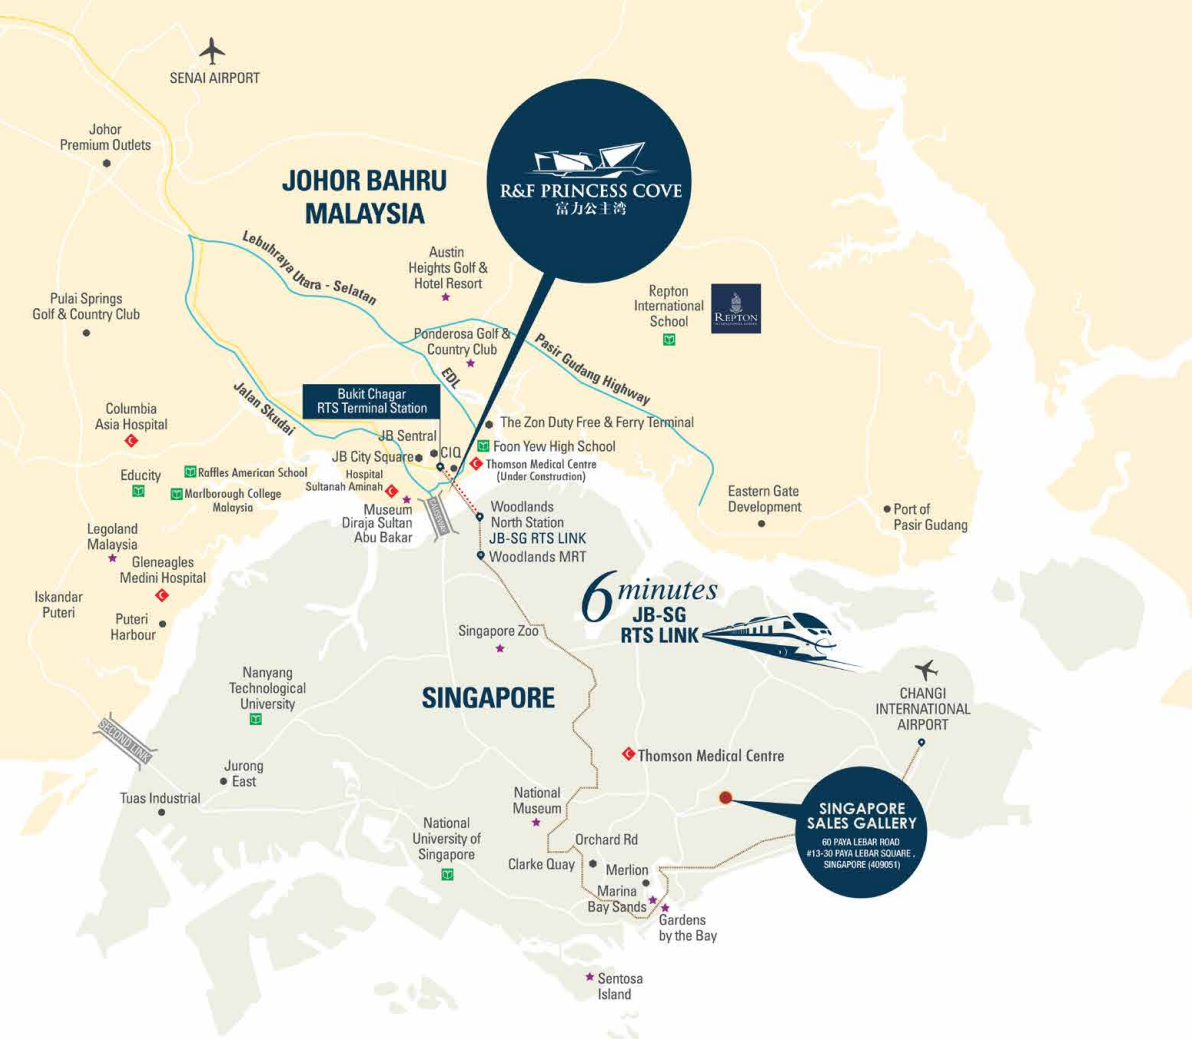 SENAI AIRPORT
Johor
Premium Outlets
JOHOR BAHRU
MALAYSIA
R&F PRINCESS COVE
富力公主湾
Lebuhraya Utara - Selatan
Austin
Heights Golf &
Hotel Resort
Repton
International
School
REPTON
Pulai Springs
Golf & Country Club
Ponderosa Golf &
Country Club
Pasir Gudang Highway
EDL
Jalan Skudai
Bukit Chagar
RTS Terminal Station
Columbia
Asia Hospital
The Zon Duty Free & Ferry Terminal
JB Sentral
Foon Yew High School
JB City Square
CIQ
Thomson Medical Centre
(Under Construction)
Educity
Raffles American School
Hospital
Sultanah Aminah
Marlborough College
Malaysia
Museum
Diraja Sultan
Abu Bakar
CAUSEWAY
Woodlands
North Station
JB-SG RTS LINK
Woodlands MRT
Eastern Gate
Development
Port of
Pasir Gudang
Legoland
Malaysia
Gleneagles
Medini Hospital
Iskandar
Puteri
Puteri
Harbour
6 minutes
JB-SG
RTS LINK
Singapore Zoo
Nanyang
Technological
University
SINGAPORE
CHANGI
INTERNATIONAL
AIRPORT
SECOND LINK
Thomson Medical Centre
Jurong
East
Tuas Industrial
National
Museum
SINGAPORE
SALES GALLERY
60 PAYA LEBAR ROAD
#13-30 PAYA LEBAR SQUARE ,
SINGAPORE (409051)
National
University of
Singapore
Orchard Rd
Clarke Quay
Merlion
Marina
Bay Sands
Gardens
by the Bay
Sentosa
Island